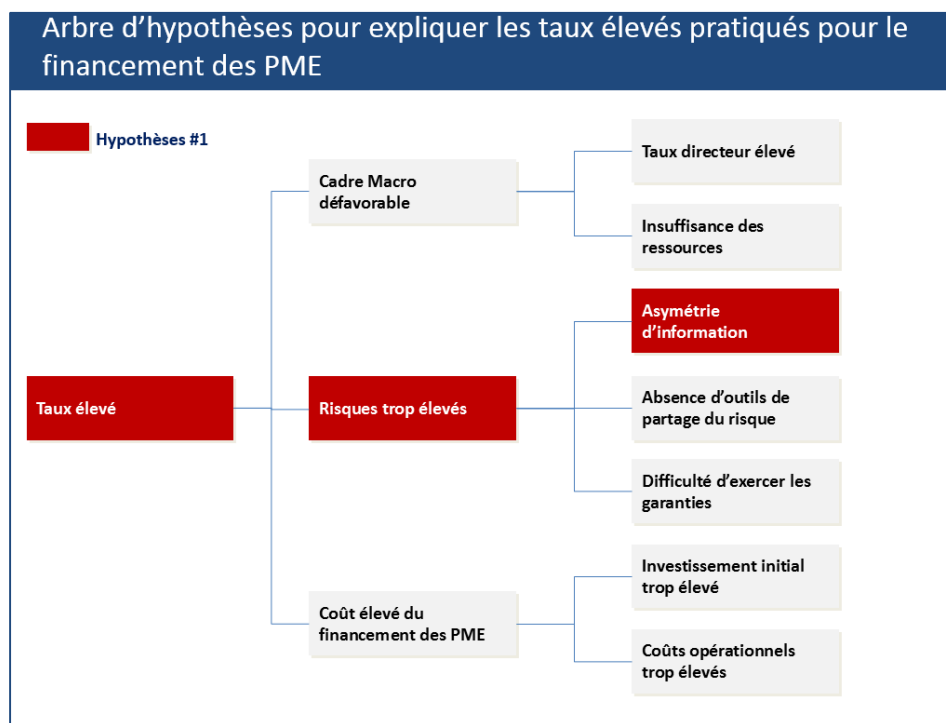 Arbre d’hypothèses pour expliquer les taux élevés pratiqués pour le
financement des PME
Hypothèses #1
Taux élevé
Cadre Macro
défavorable
Taux directeur élevé
Insuffisance des
ressources
Risques trop élevés
Asymétrie
d’information
Absence d’outils de
partage du risque
Difficulté d’exercer les
garanties
Coût élevé du
financement des PME
Investissement initial
trop élevé
Coûts opérationnels
trop élevés